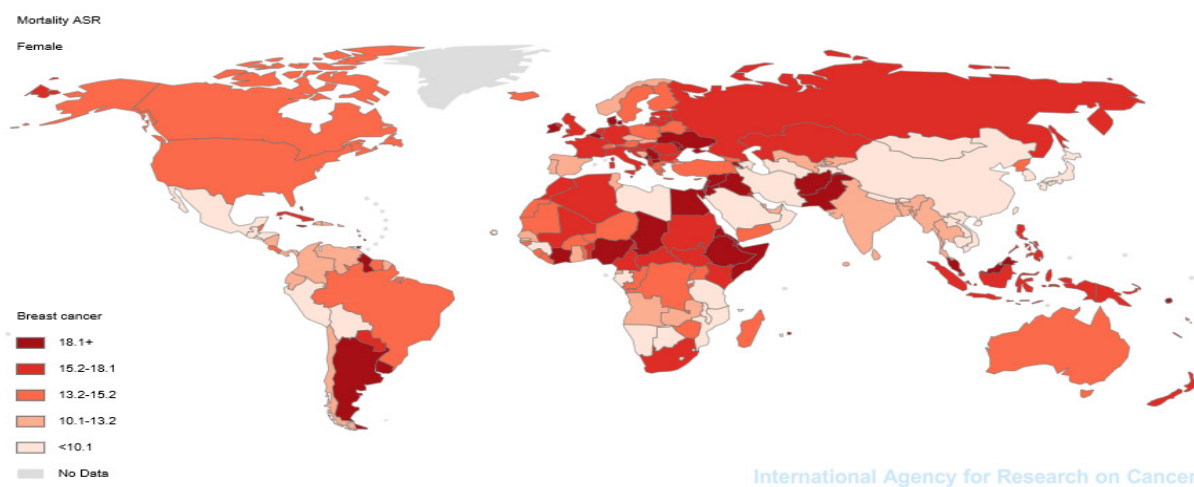 Mortality ASR
Female
Breast cancer
18.1+
15.2-18.1
13.2-15.2
10.1-13.2
<10.1
No Data
International Agency for Research on Cancer